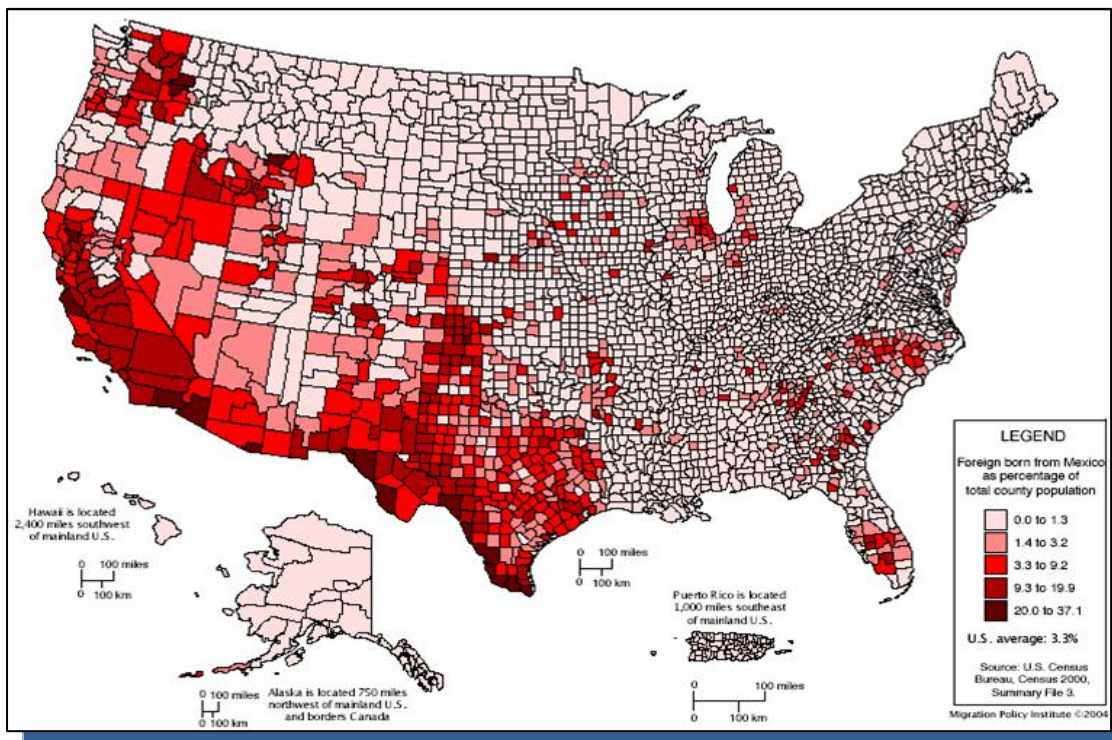 LEGEND
Foreign born from Mexico
as percentage of
total county population
0.0 to 1.3
1.4 to 3.2
3.3 to 9.2
9.3 to 19.9
20.0 to 37.1
U.S. average: 3.3%
Source: U.S. Census
Bureau, Census 2000,
Summary File 3.
Migration Policy Institute ©2004
Hawaii is located
2,400 miles southwest
of mainland U.S.
0 100 miles
0 100 km
0 100 miles
0 100 km
Puerto Rico is located
1,000 miles southeast
of mainland U.S.
0 100 miles
0 100 km
0 100 miles
0 100 km
Alaska is located 750 miles
northwest of mainland U.S.
and borders Canada